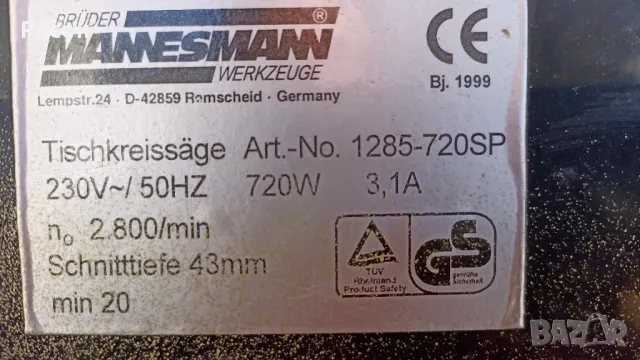 BRÜDER
MANNESMANN ®
WERKZEUGE
CE
Bj. 1999
Lempstr.24 · D-42859 Remscheid · Germany
Tischkreissäge Art.-No. 1285-720SP
230V~/ 50HZ 720W 3,1A
n₀ 2.800/min
Schnitttiefe 43mm
min 20
TÜV
Rheinland
Product Safety
GS
geprüfte
Sicherheit
BAZAR